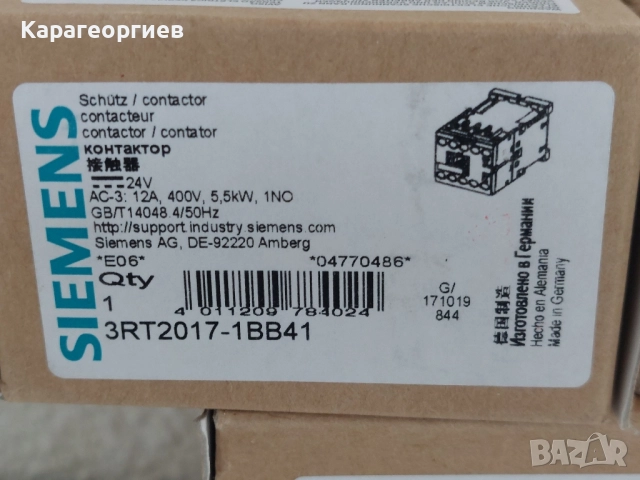 Карагеоргиев
SIEMENS
Schütz / contactor
contacteur
contactor / contator
контактор
接触器
24V
AC-3: 12A, 400V, 5,5kW, 1NO
GB/T14048.4/50Hz
http://support.industry.siemens.com
Siemens AG, DE-92220 Amberg
*E06* *04770486*
Qty
1
4 011209 784024
3RT2017-1BB41
G/
171019
844
德国制造
Изготовлено в Германии
Hecho en Alemania
Made in Germany
BAZAR